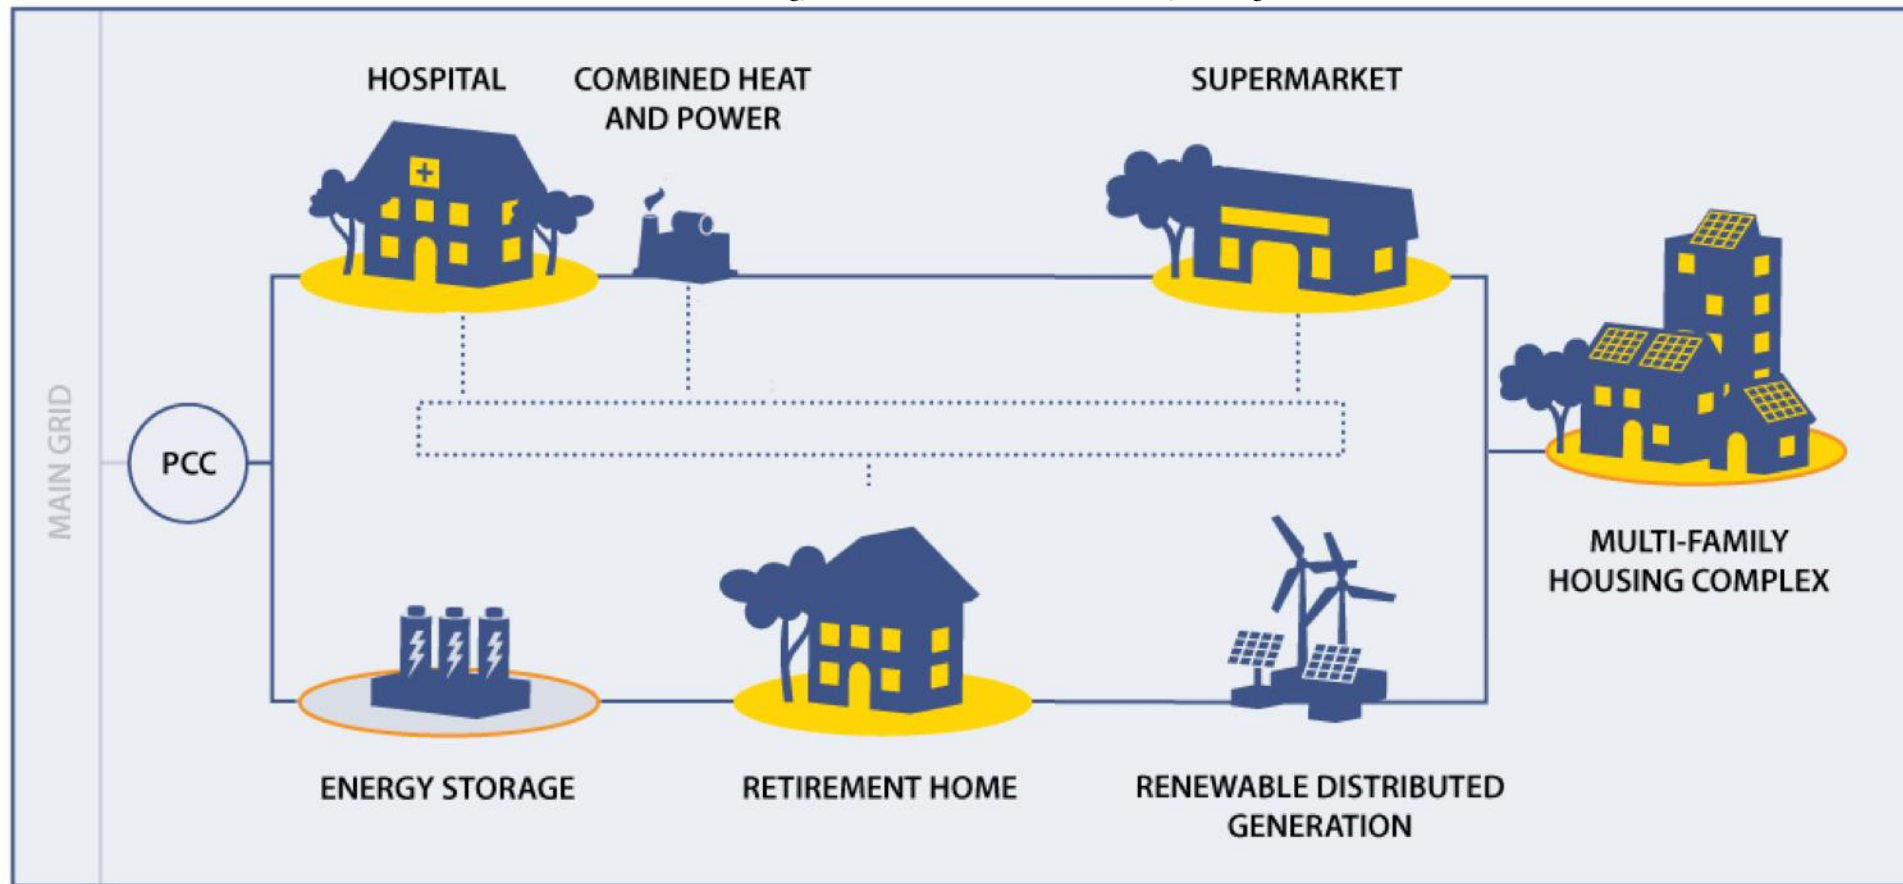 HOSPITAL
COMBINED HEAT
AND POWER
SUPERMARKET
MAIN GRID
PCC
MULTI-FAMILY
HOUSING COMPLEX
ENERGY STORAGE
RETIREMENT HOME
RENEWABLE DISTRIBUTED
GENERATION